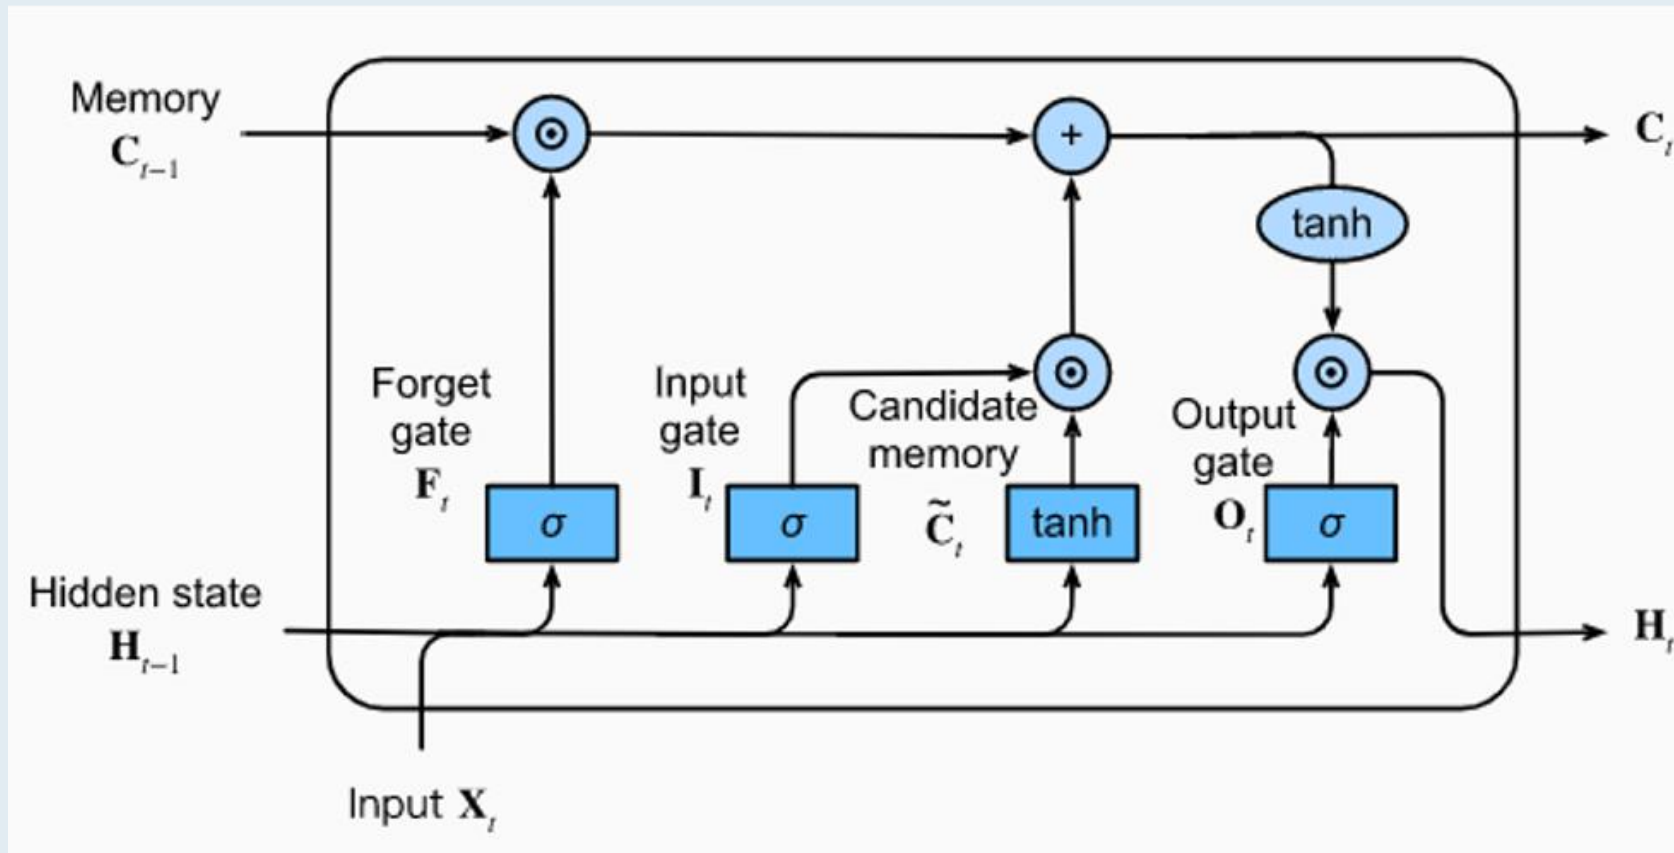 Memory
C_{t−1}
+
C_t
tanh
Forget
gate
F_t
Input
gate
I_t
Candidate
memory
C̃_t
Output
gate
O_t
σ
σ
tanh
σ
Hidden state
H_{t−1}
H_t
Input X_t